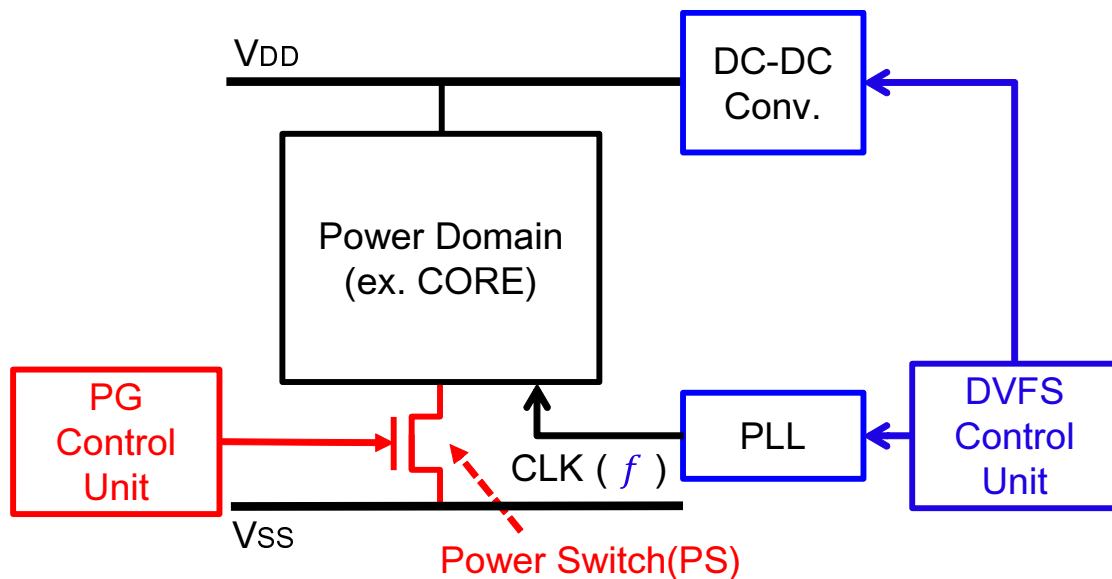 VDD
DC-DC
Conv.
Power Domain
(ex. CORE)
PG
Control
Unit
PLL
DVFS
Control
Unit
CLK ( f )
VSS
Power Switch(PS)